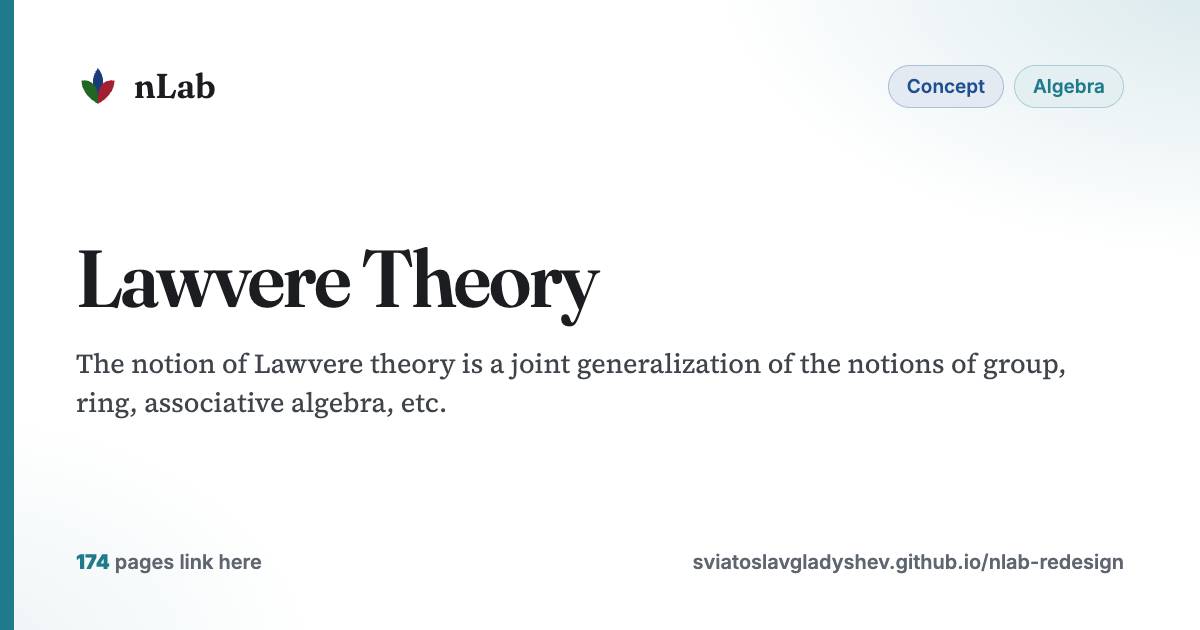 nLab
Concept
Algebra
Lawvere Theory
The notion of Lawvere theory is a joint generalization of the notions of group,
ring, associative algebra, etc.
174 pages link here
sviatoslavgladyshev.github.io/nlab-redesign